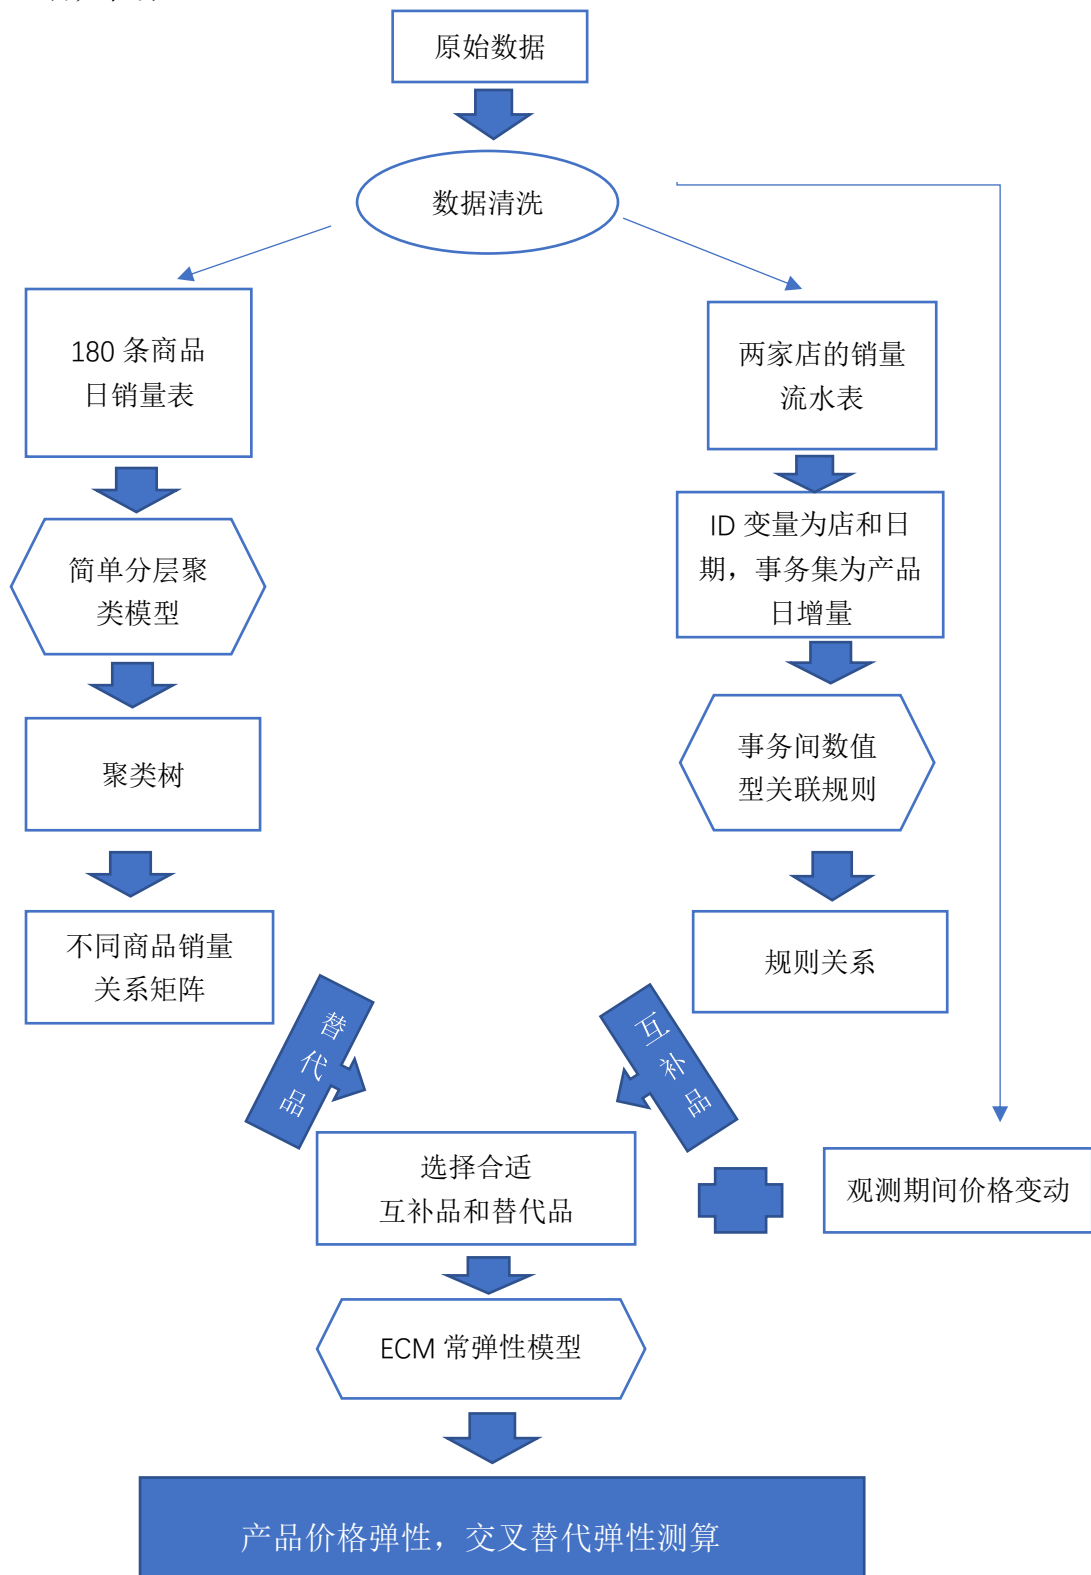 原始数据
数据清洗
180 条商品
日销量表
两家店的销量
流水表
简单分层聚
类模型
ID 变量为店和日
期，事务集为产品
日增量
聚类树
事务间数值
型关联规则
不同商品销量
关系矩阵
规则关系
替代品
互补品
选择合适
互补品和替代品
观测期间价格变动
ECM 常弹性模型
产品价格弹性，交叉替代弹性测算